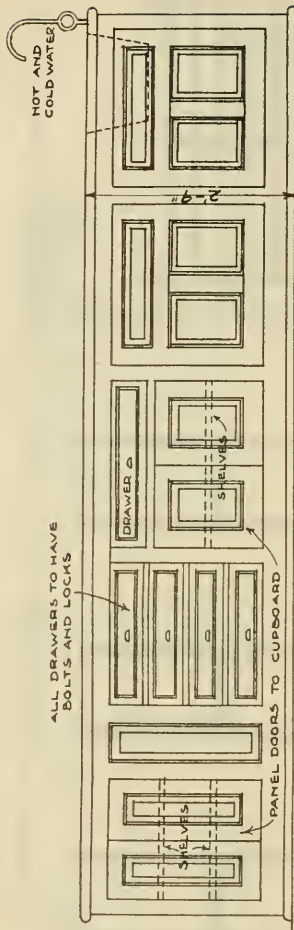 ALL DRAWERS TO HAVE
BOLTS AND LOCKS
HOT AND
COLD WATER
DRAWER
2'-9"
SHELVES
SHELVES
PANEL DOORS TO CUPBOARD